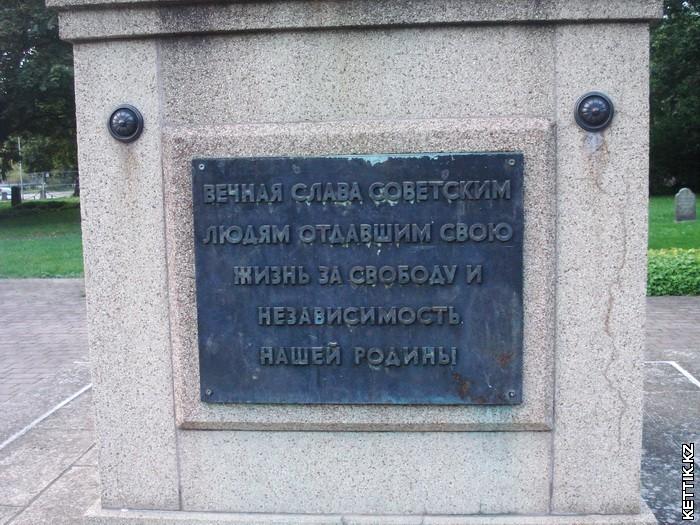 ВЕЧНАЯ СЛАВА СОВЕТСКИМ
ЛЮДЯМ ОТДАВШИМ СВОЮ
ЖИЗНЬ ЗА СВОБОДУ И
НЕЗАВИСИМОСТЬ
НАШЕЙ РОДИНЫ
KETTIK.KZ